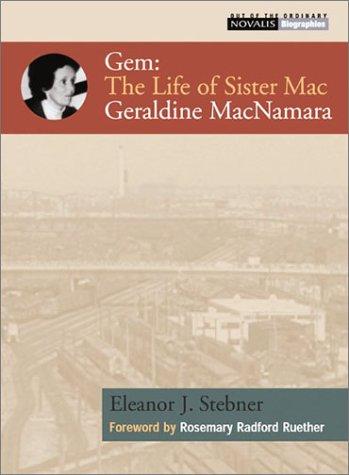 OUT OF THE ORDINARY
NOVALIS Biographies
Gem:
The Life of Sister Mac
Geraldine MacNamara
Eleanor J. Stebner
Foreword by Rosemary Radford Ruether